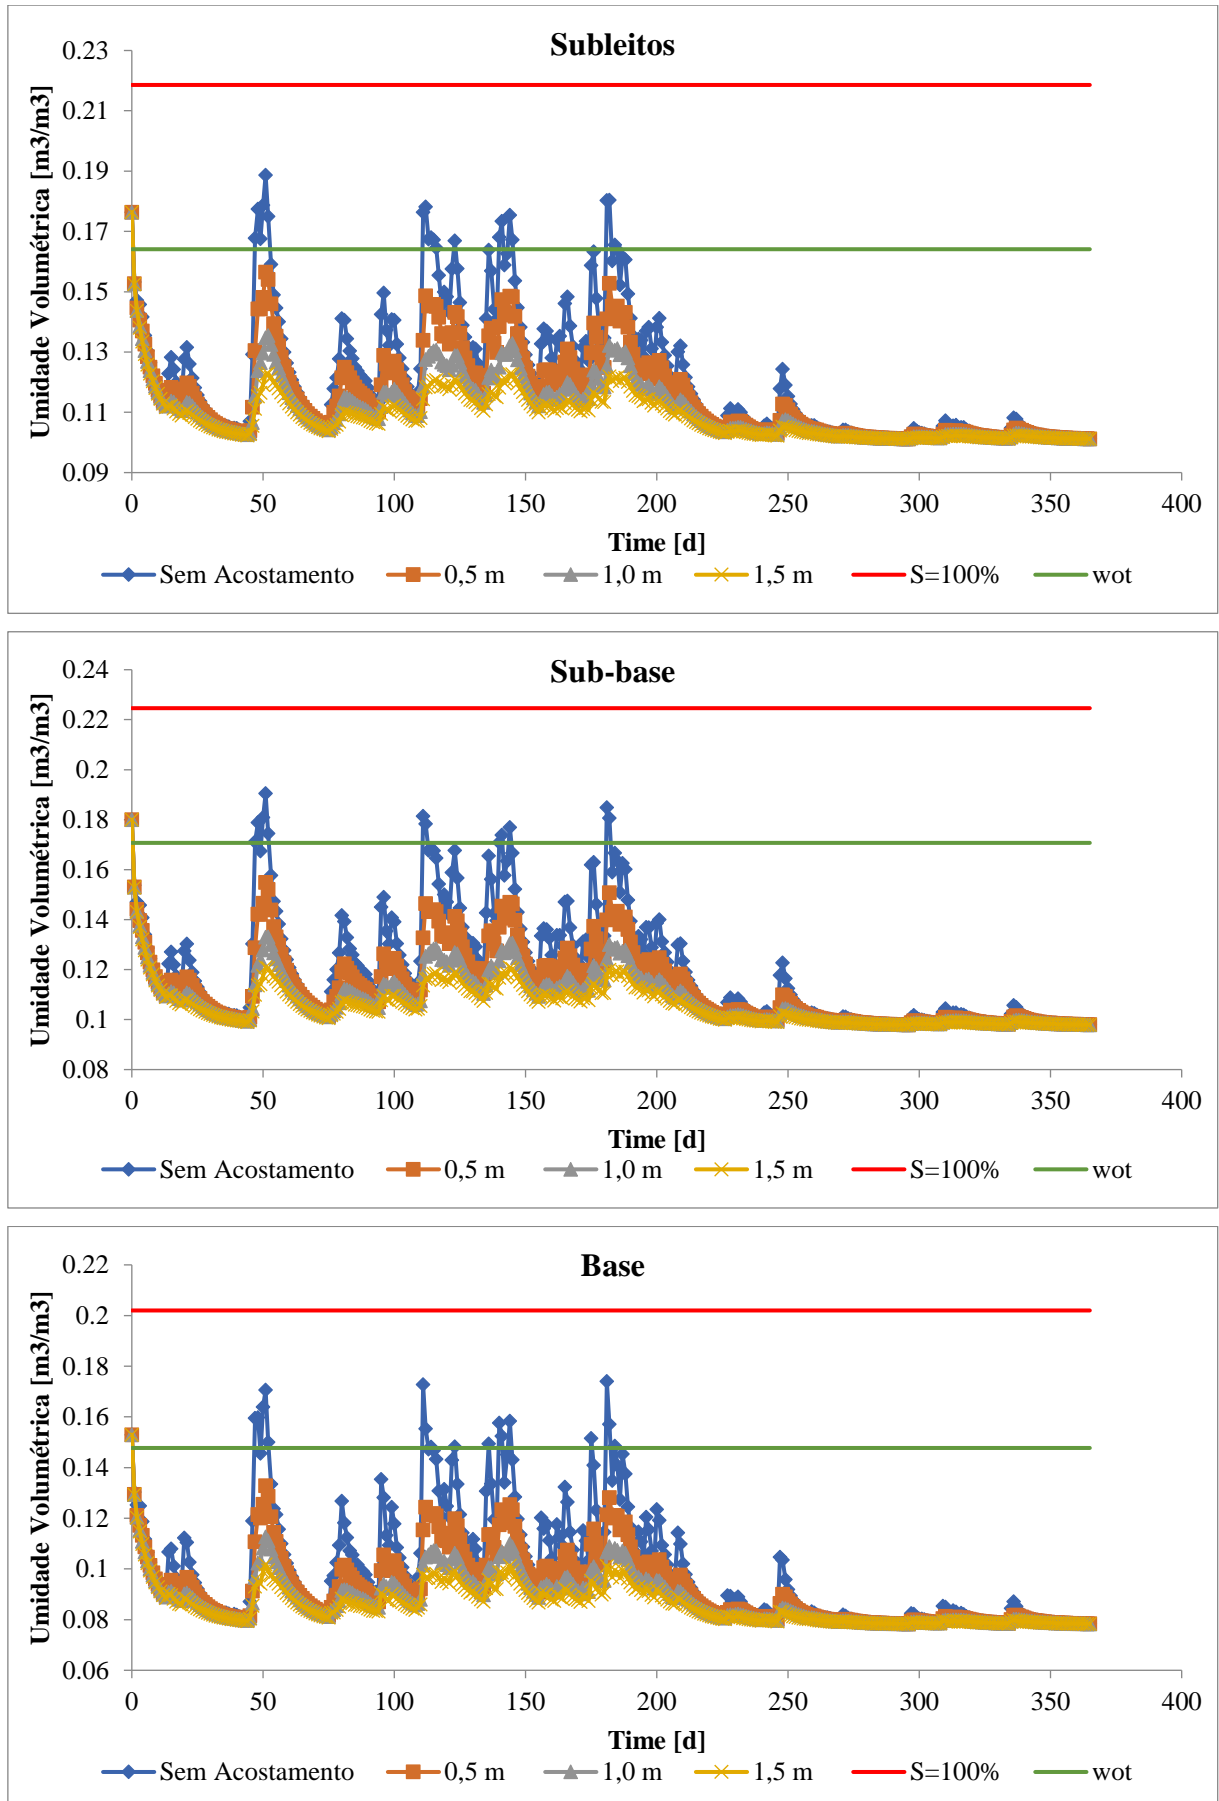 Subleitos
Umidade Volumétrica [m3/m3]
0.23
0.21
0.19
0.17
0.15
0.13
0.11
0.09
0 50 100 150 200 250 300 350 400
Time [d]
Sem Acostamento 0,5 m 1,0 m 1,5 m S=100% wot
Sub-base
Umidade Volumétrica [m3/m3]
0.24
0.22
0.2
0.18
0.16
0.14
0.12
0.1
0.08
0 50 100 150 200 250 300 350 400
Time [d]
Sem Acostamento 0,5 m 1,0 m 1,5 m S=100% wot
Base
Umidade Volumétrica [m3/m3]
0.22
0.2
0.18
0.16
0.14
0.12
0.1
0.08
0.06
0 50 100 150 200 250 300 350 400
Time [d]
Sem Acostamento 0,5 m 1,0 m 1,5 m S=100% wot